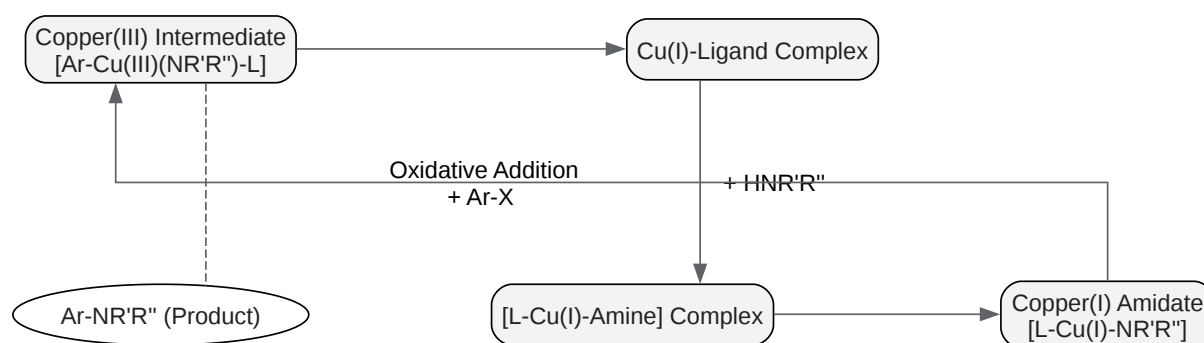 Copper(III) Intermediate
[Ar-Cu(III)(NR'R")-L]
Cu(I)-Ligand Complex
Oxidative Addition
+ Ar-X
+ HNR'R"
Ar-NR'R" (Product)
[L-Cu(I)-Amine] Complex
Copper(I) Amidate
[L-Cu(I)-NR'R"]